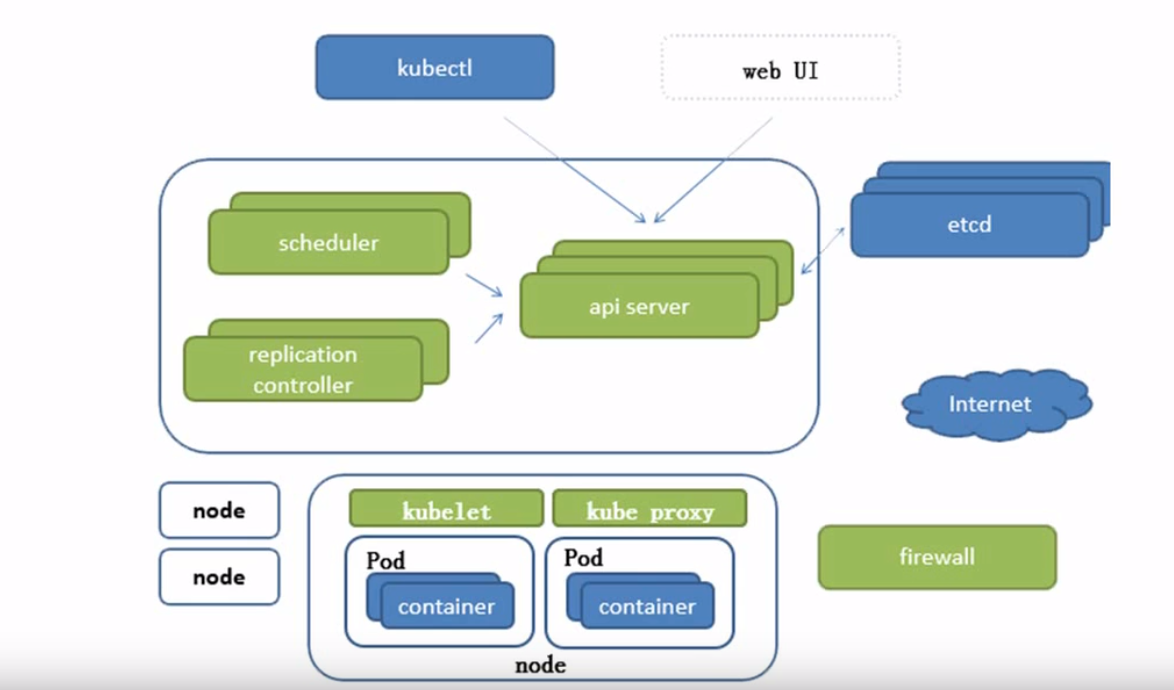 kubectl
web UI
scheduler
etcd
api server
replication
controller
Internet
node
kubelet
kube proxy
Pod
Pod
firewall
node
container
container
node